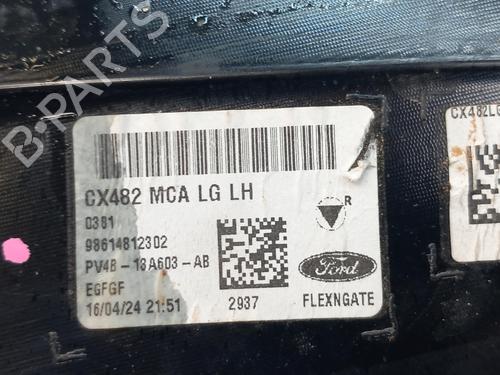 B-PARTS
CX482 MCA LG LH
0381
98614812302
PV4B-13A603-AB
EGFGF
16/04/24 21:51
2937
R
Ford
FLEXNGATE
CX482LG